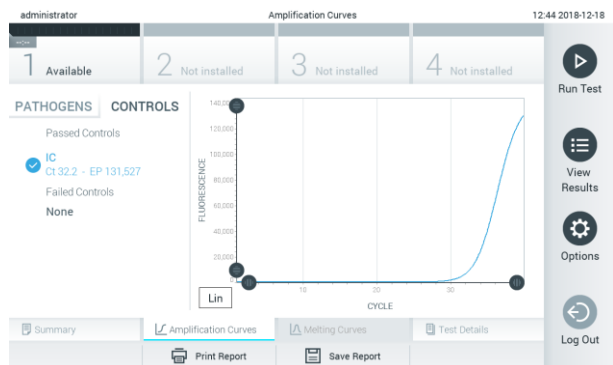 administrator
Amplification Curves
12:44 2018-12-18
1 Available
2 Not installed
3 Not installed
4 Not installed
Run Test
View
Results
Options
Log Out
PATHOGENS
CONTROLS
Passed Controls
IC
Ct 32.2 - EP 131,527
Failed Controls
None
FLUORESCENCE
120,000
100,000
80,000
60,000
40,000
20,000
Lin
10
20
30
CYCLE
Summary
Amplification Curves
Melting Curves
Test Details
Print Report
Save Report